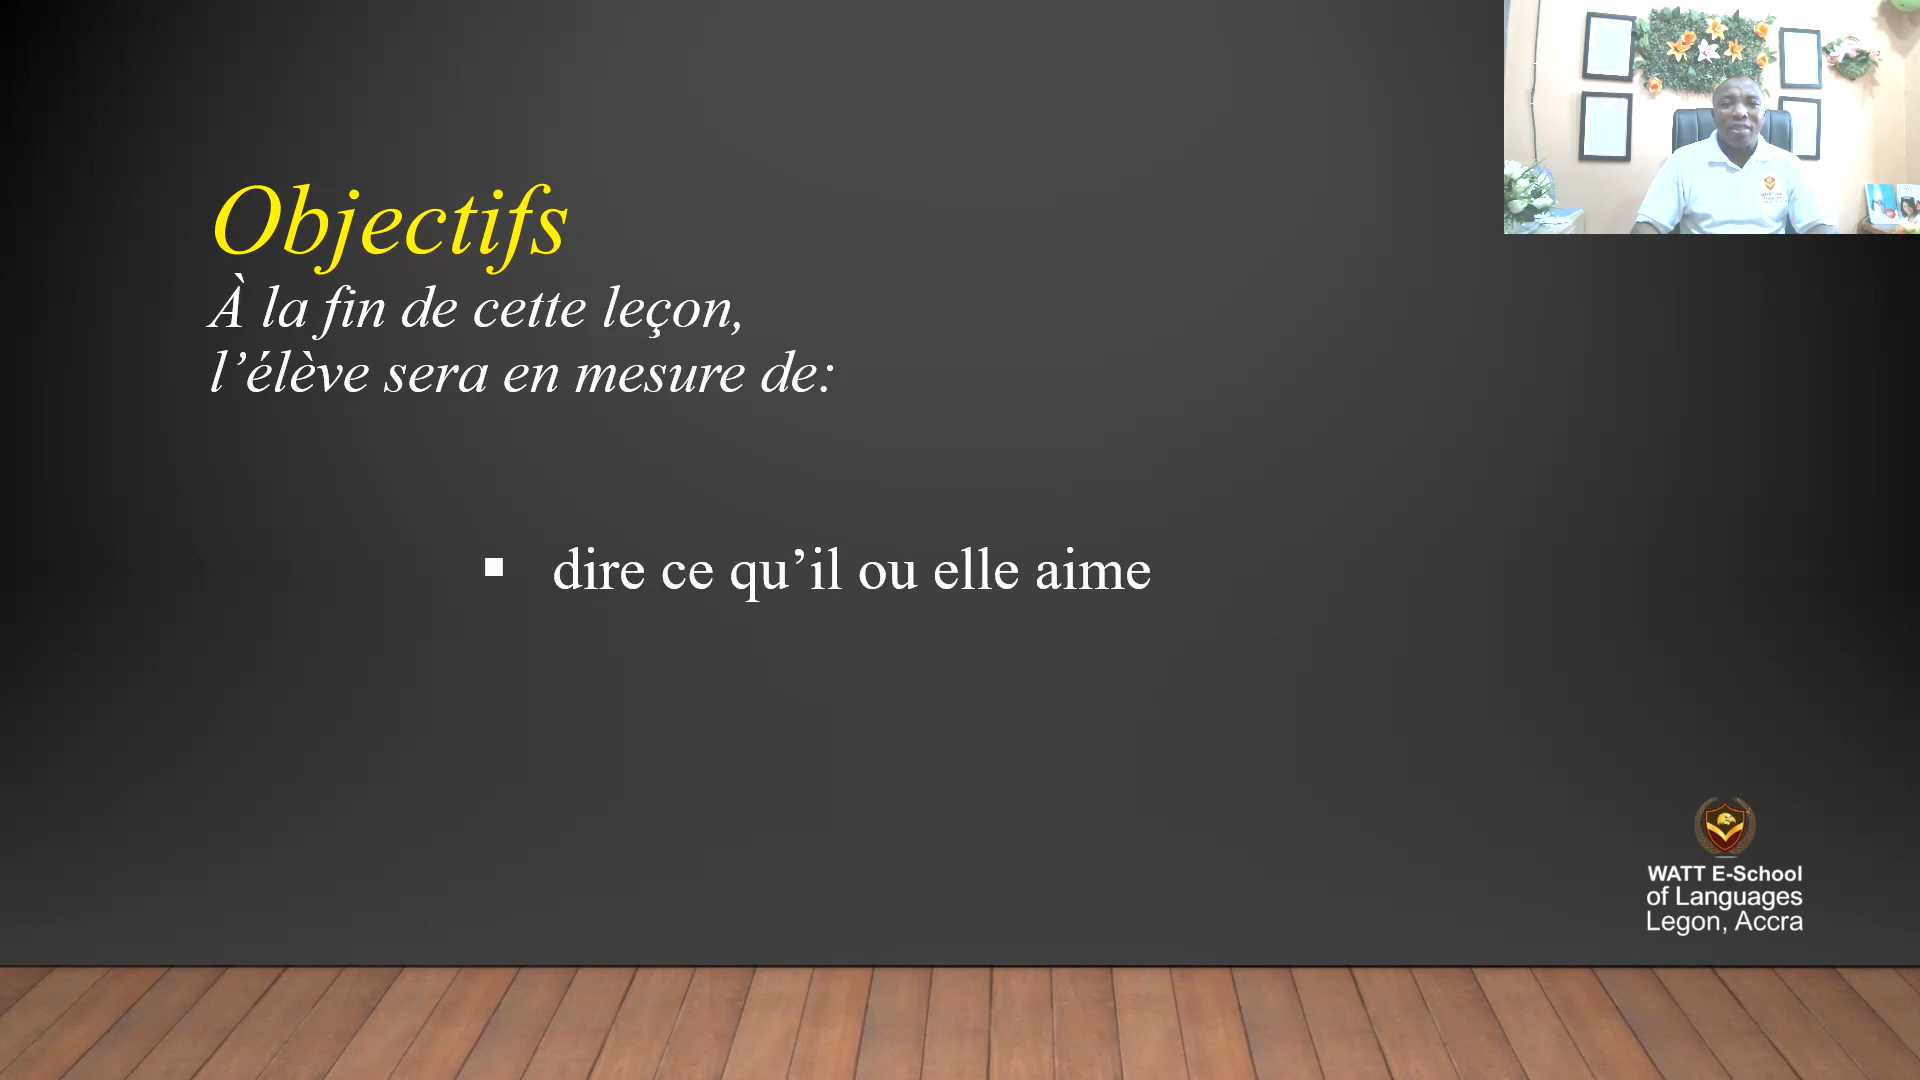 Objectifs
À la fin de cette leçon,
l’élève sera en mesure de:
▪ dire ce qu’il ou elle aime
WATT E-School
of Languages
Legon, Accra